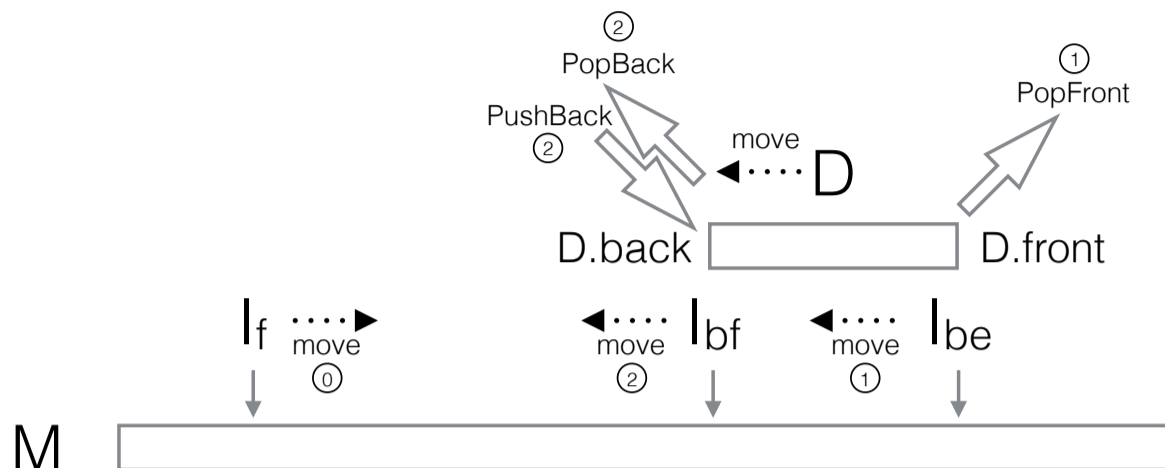 ②
PopBack
①
PopFront
PushBack
②
move
D
D.back
D.front
I_f
move
⓪
move
②
I_bf
move
①
I_be
M